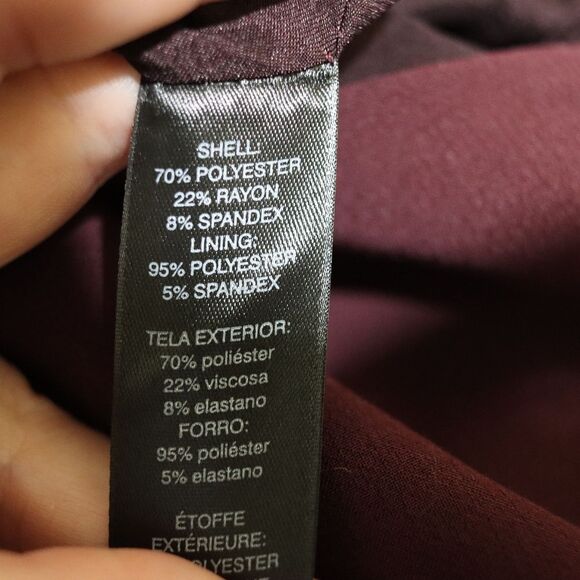 SHELL:
70% POLYESTER
22% RAYON
8% SPANDEX
LINING:
95% POLYESTER
5% SPANDEX
TELA EXTERIOR:
70% poliéster
22% viscosa
8% elastano
FORRO:
95% poliéster
5% elastano
ÉTOFFE
EXTÉRIEURE: